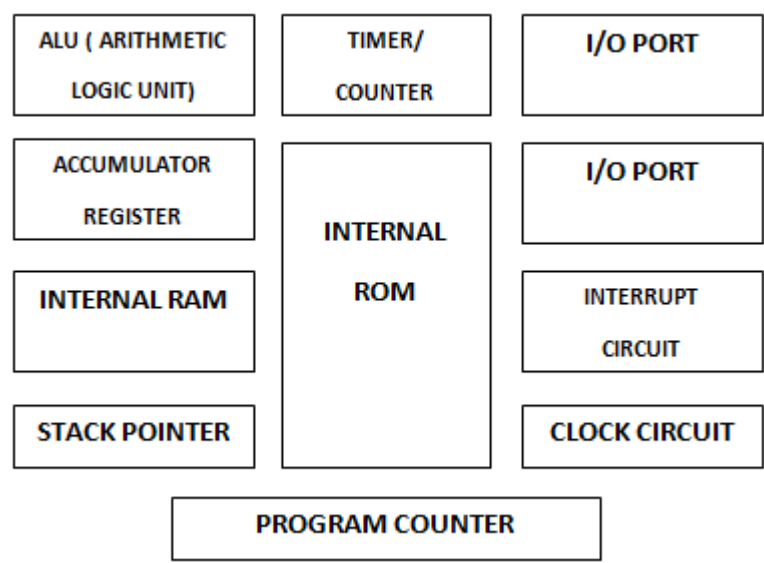 ALU ( ARITHMETIC
LOGIC UNIT)
TIMER/
COUNTER
I/O PORT
ACCUMULATOR
REGISTER
INTERNAL
ROM
I/O PORT
INTERNAL RAM
INTERRUPT
CIRCUIT
STACK POINTER
CLOCK CIRCUIT
PROGRAM COUNTER